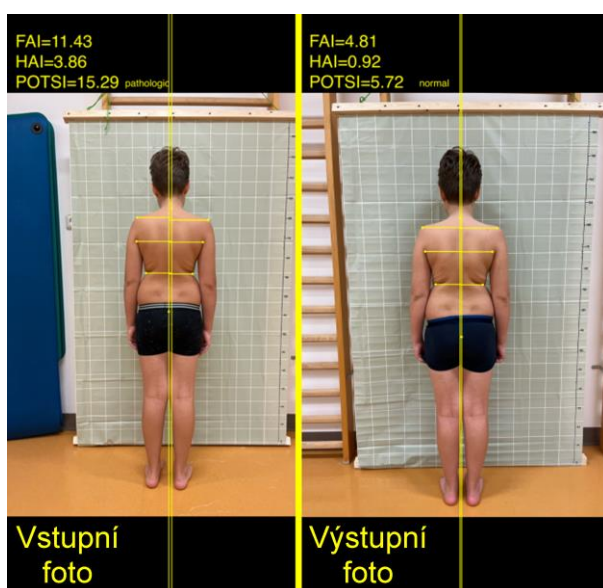 FAI=11.43
HAI=3.86
POTSI=15.29 pathologic
Vstupní
foto
FAI=4.81
HAI=0.92
POTSI=5.72 normal
Výstupní
foto